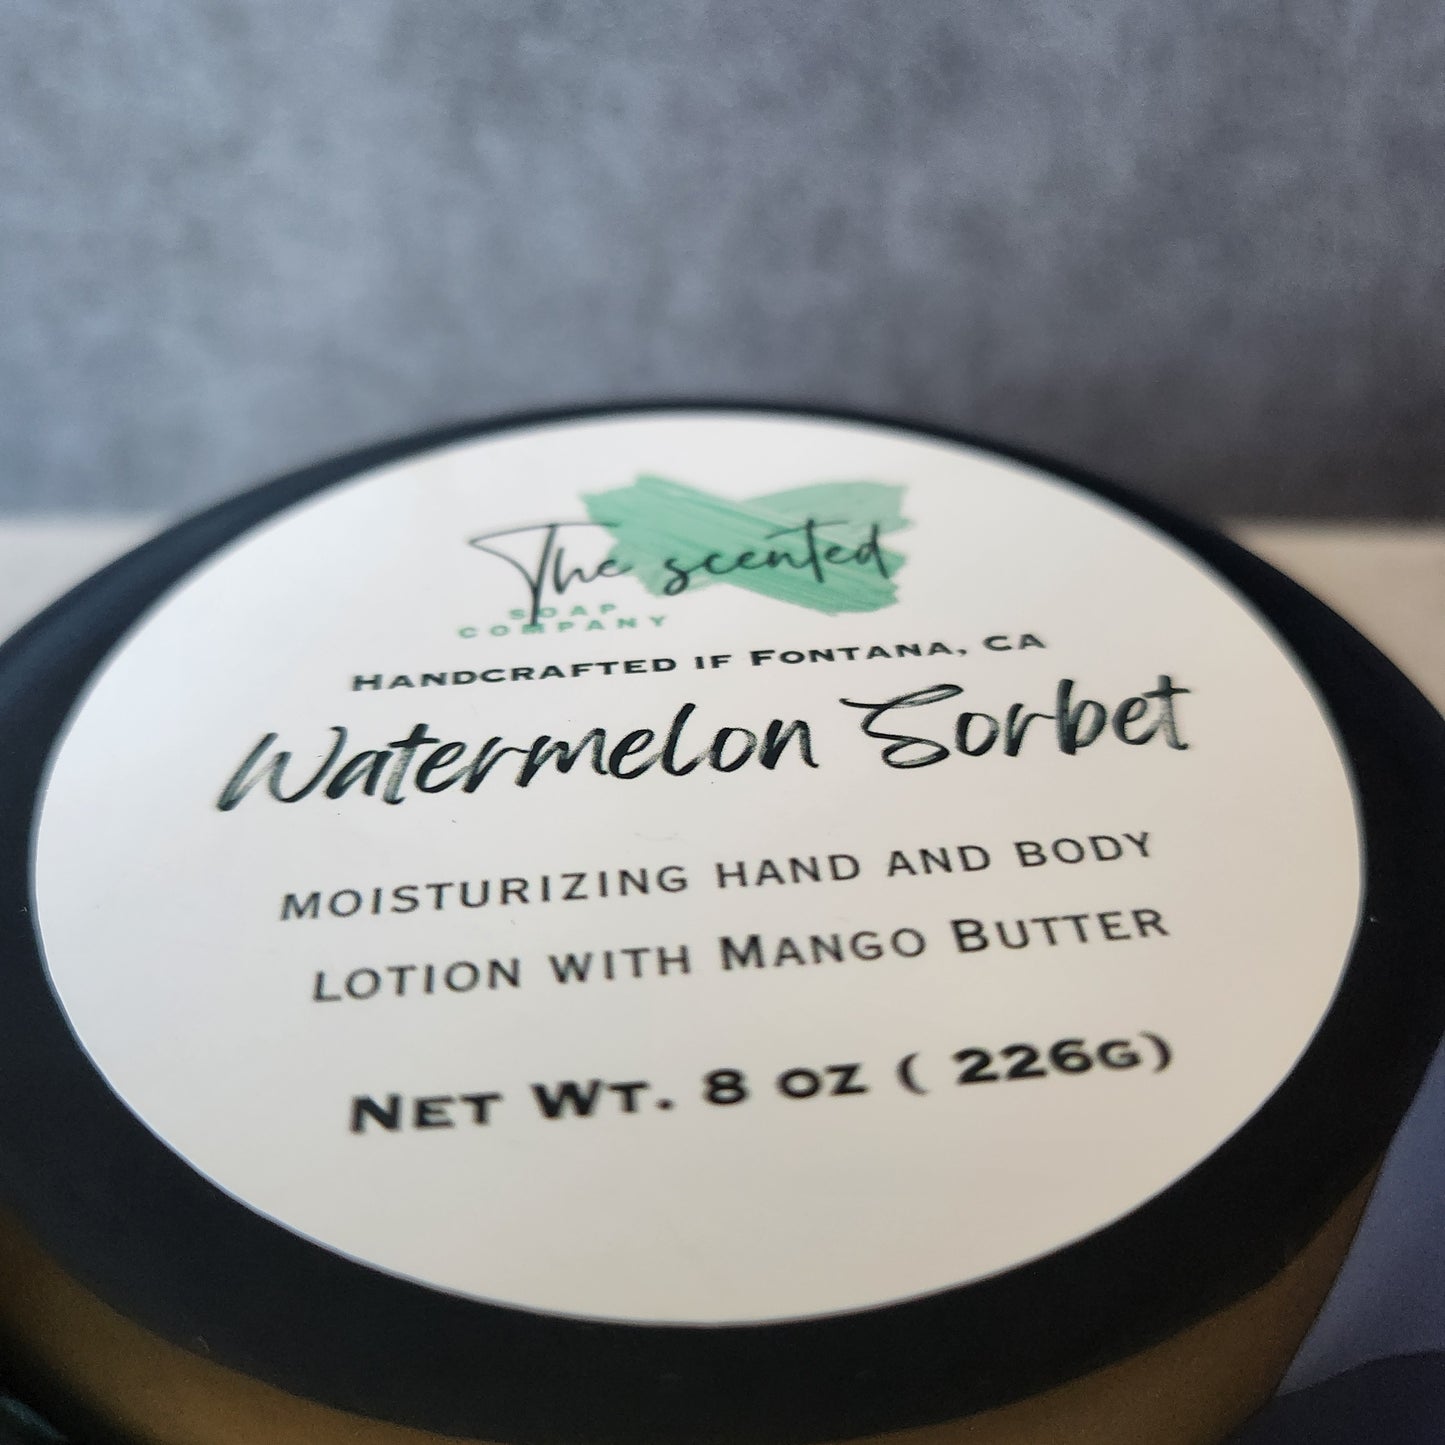 The scented
SOAP
COMPANY
HANDCRAFTED IF FONTANA, CA
Watermelon Sorbet
MOISTURIZING HAND AND BODY
LOTION WITH MANGO BUTTER
NET WT. 8 OZ ( 226G)